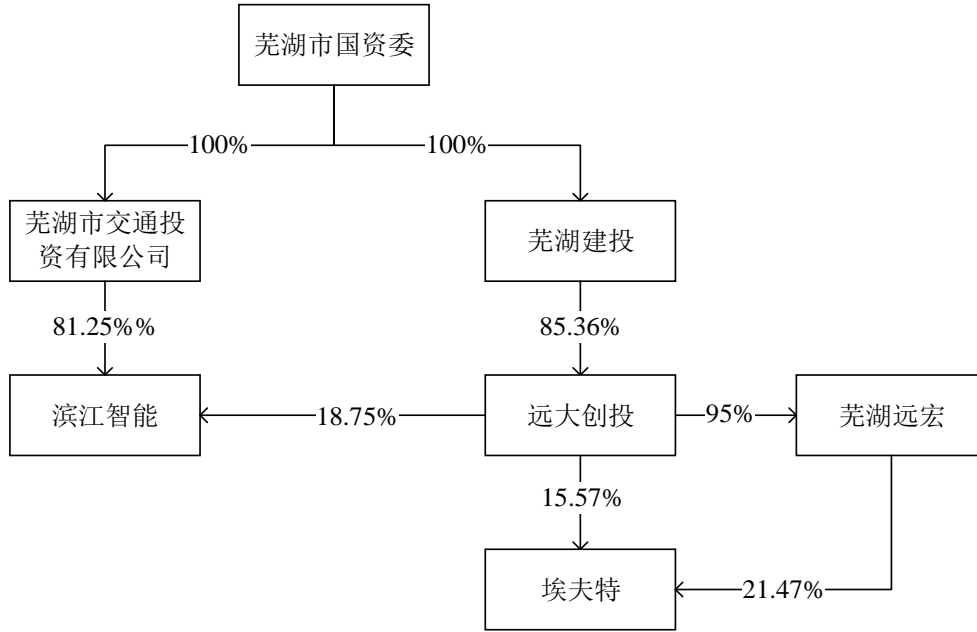 芜湖市国资委
100%
100%
芜湖市交通投
资有限公司
芜湖建投
81.25%%
85.36%
滨江智能
18.75%
远大创投
95%
芜湖远宏
15.57%
埃夫特
21.47%